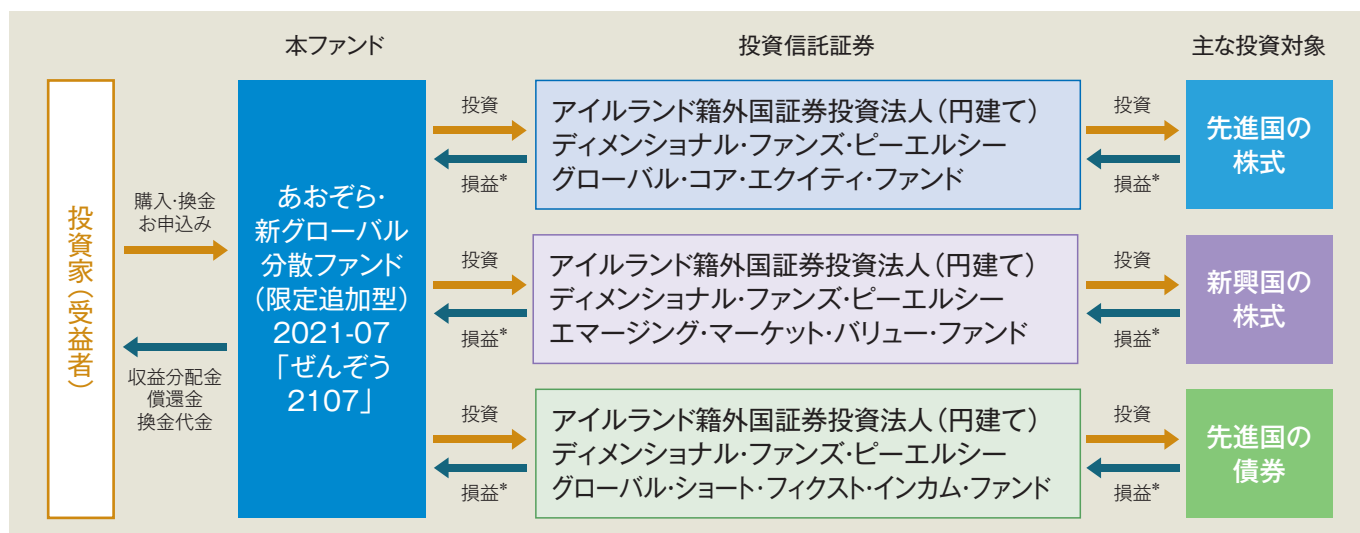 本ファンド
投資信託証券
主な投資対象
投資家（受益者）
購入・換金
お申込み
収益分配金
償還金
換金代金
あおぞら・
新グローバル
分散ファンド
（限定追加型）
2021-07
「ぜんぞう
2107」
投資
損益*
アイルランド籍外国証券投資法人（円建て）
ディメンショナル・ファンズ・ピーエルシー
グローバル・コア・エクイティ・ファンド
投資
損益*
先進国の
株式
投資
損益*
アイルランド籍外国証券投資法人（円建て）
ディメンショナル・ファンズ・ピーエルシー
エマージング・マーケット・バリュー・ファンド
投資
損益*
新興国の
株式
投資
損益*
アイルランド籍外国証券投資法人（円建て）
ディメンショナル・ファンズ・ピーエルシー
グローバル・ショート・フィクスト・インカム・ファンド
投資
損益*
先進国の
債券